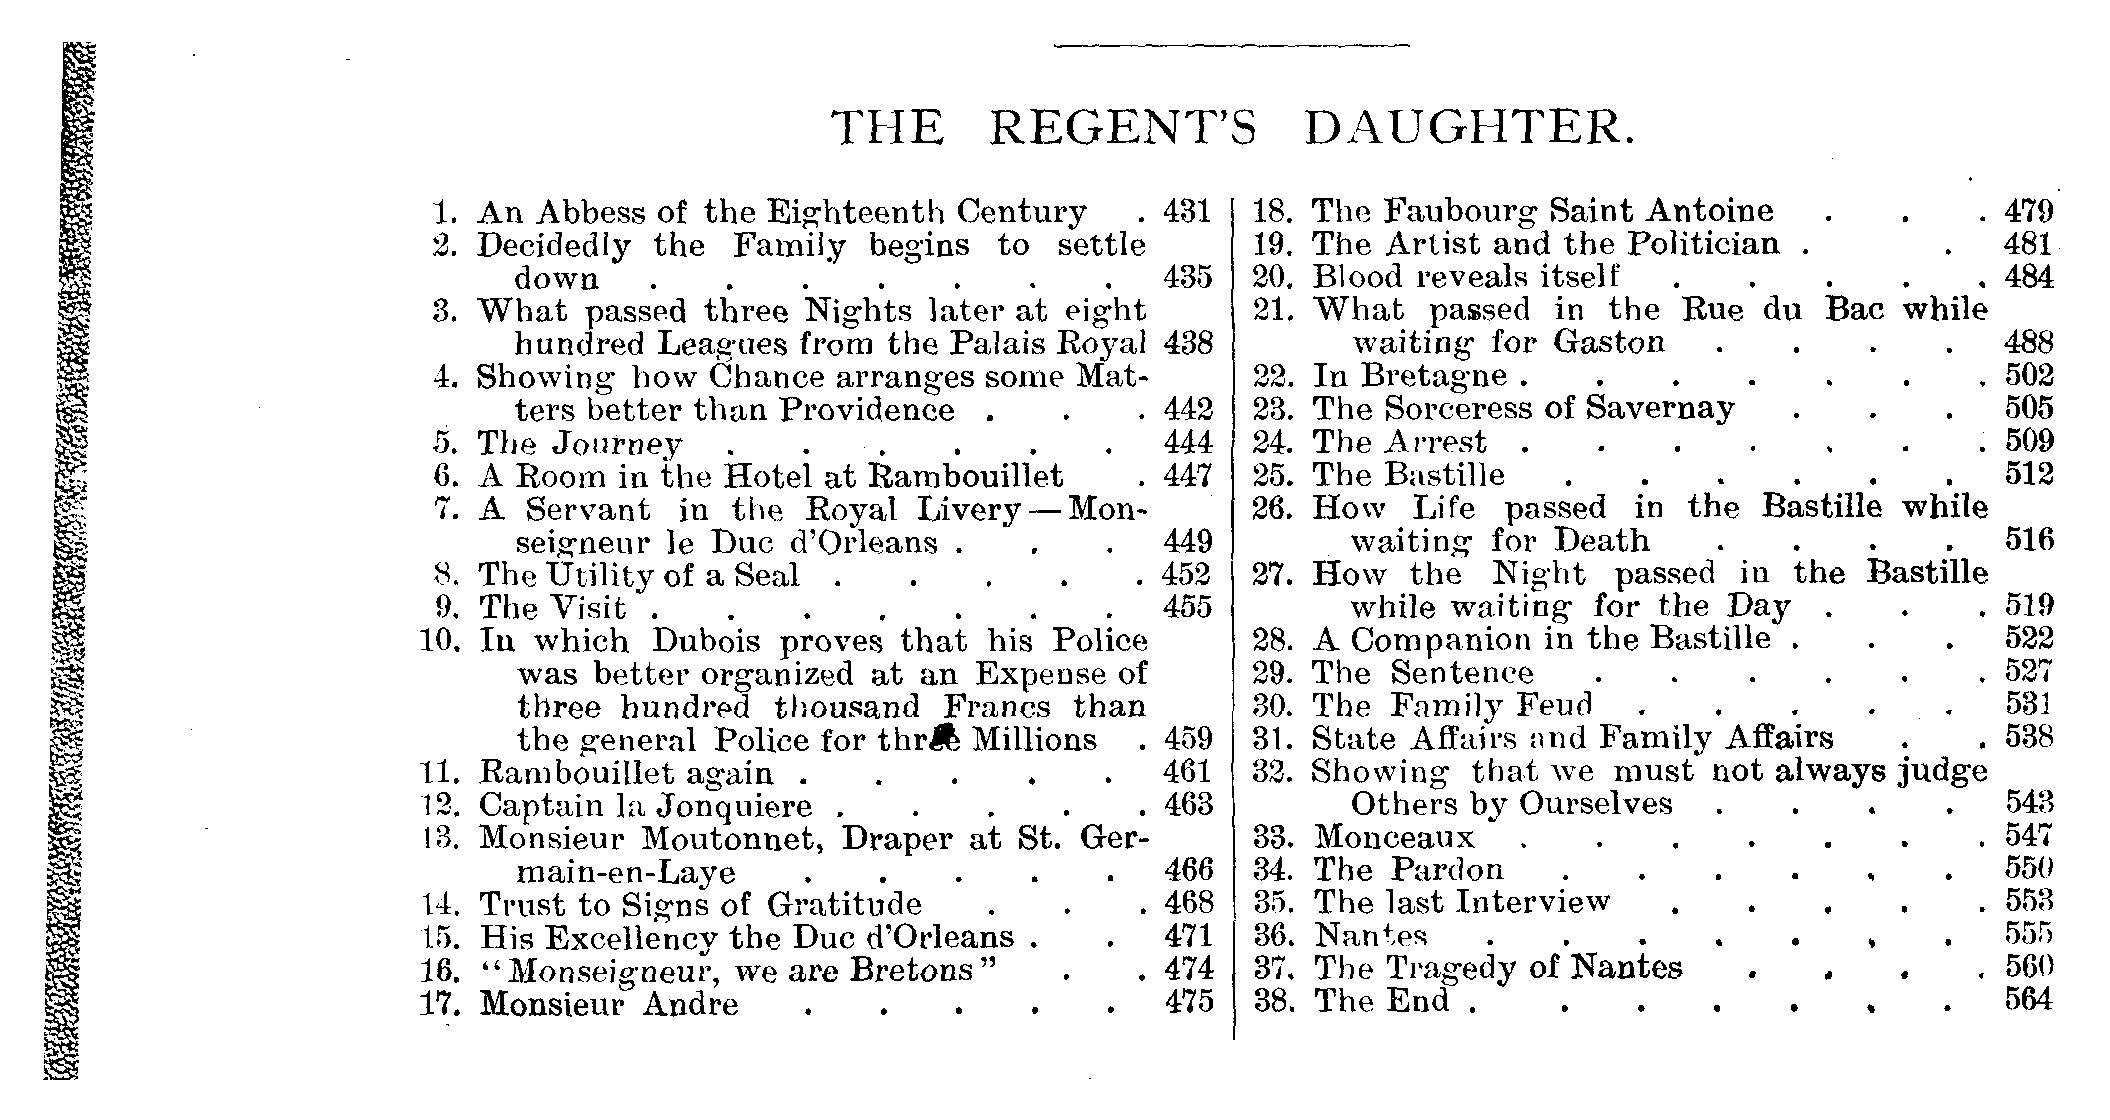 THE REGENT'S DAUGHTER.
1. An Abbess of the Eighteenth Century . 431
2. Decidedly the Family begins to settle
down . . . . . . . 435
3. What passed three Nights later at eight
hundred Leagues from the Palais Royal 438
4. Showing how Chance arranges some Mat-
ters better than Providence . . . 442
5. The Journey . . . . . . 444
6. A Room in the Hotel at Rambouillet . 447
7. A Servant in the Royal Livery—Mon-
seigneur le Duc d'Orleans . . . 449
8. The Utility of a Seal . . . . . 452
9. The Visit . . . . . . . 455
10. In which Dubois proves that his Police
was better organized at an Expense of
three hundred thousand Francs than
the general Police for three Millions . 459
11. Rambouillet again . . . . . 461
12. Captain la Jonquiere . . . . . 463
13. Monsieur Moutonnet, Draper at St. Ger-
main-en-Laye . . . . . 466
14. Trust to Signs of Gratitude . . . 468
15. His Excellency the Duc d'Orleans . . 471
16. "Monseigneur, we are Bretons" . . 474
17. Monsieur Andre . . . . . 475
18. The Faubourg Saint Antoine . . . 479
19. The Artist and the Politician . . 481
20. Blood reveals itself . . . . . 484
21. What passed in the Rue du Bac while
waiting for Gaston . . . . 488
22. In Bretagne . . . . . . . 502
23. The Sorceress of Savernay . . . 505
24. The Arrest . . . . . . . 509
25. The Bastille . . . . . . 512
26. How Life passed in the Bastille while
waiting for Death . . . . 516
27. How the Night passed in the Bastille
while waiting for the Day . . . 519
28. A Companion in the Bastille . . . 522
29. The Sentence . . . . . . 527
30. The Family Feud . . . . . 531
31. State Affairs and Family Affairs . . 538
32. Showing that we must not always judge
Others by Ourselves . . . . 543
33. Monceaux . . . . . . . 547
34. The Pardon . . . . . . 550
35. The last Interview . . . . . 553
36. Nantes . . . . . . . 555
37. The Tragedy of Nantes . . . . 560
38. The End . . . . . . . 564